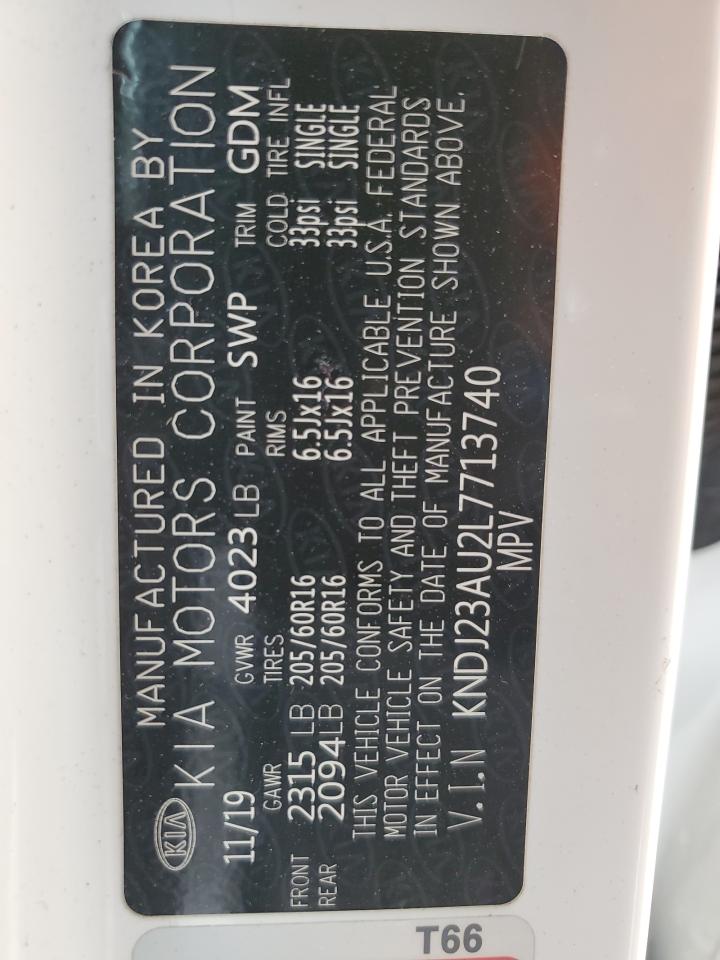 MANUFACTURED IN KOREA BY
KIA KIA MOTORS CORPORATION
11/19 GVWR 4023 LB PAINT SWP TRIM GDM
GAWR TIRES RIMS COLD TIRE INFL
FRONT 2315 LB 205/60R16 6.5Jx16 33psi SINGLE
REAR 2094LB 205/60R16 6.5Jx16 33psi SINGLE
THIS VEHICLE CONFORMS TO ALL APPLICABLE U.S.A. FEDERAL
MOTOR VEHICLE SAFETY AND THEFT PREVENTION STANDARDS
IN EFFECT ON THE DATE OF MANUFACTURE SHOWN ABOVE.
V.I.N KNDJ23AU2L7713740
MPV
T66